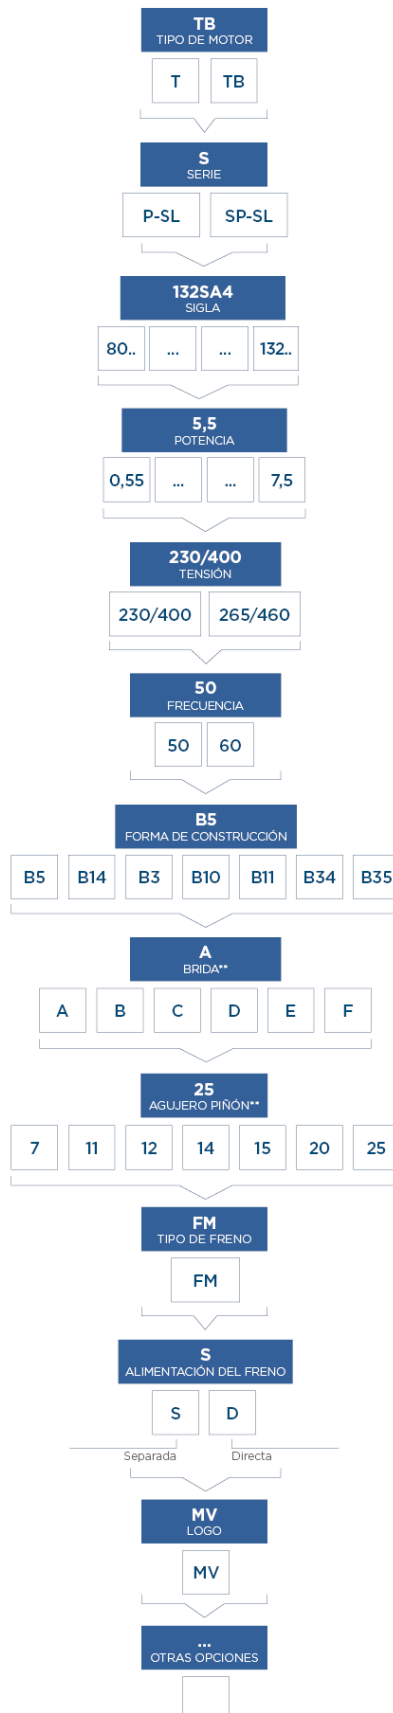 TB
TIPO DE MOTOR
T TB
S
SERIE
P-SL SP-SL
132SA4
SIGLA
80.. ... ... 132..
5,5
POTENCIA
0,55 ... ... 7,5
230/400
TENSIÓN
230/400 265/460
50
FRECUENCIA
50 60
B5
FORMA DE CONSTRUCCIÓN
B5 B14 B3 B10 B11 B34 B35
A
BRIDA**
A B C D E F
25
AGUJERO PIÑÓN**
7 11 12 14 15 20 25
FM
TIPO DE FRENO
FM
S
ALIMENTACIÓN DEL FRENO
S D
Separada Directa
MV
LOGO
MV
...
OTRAS OPCIONES